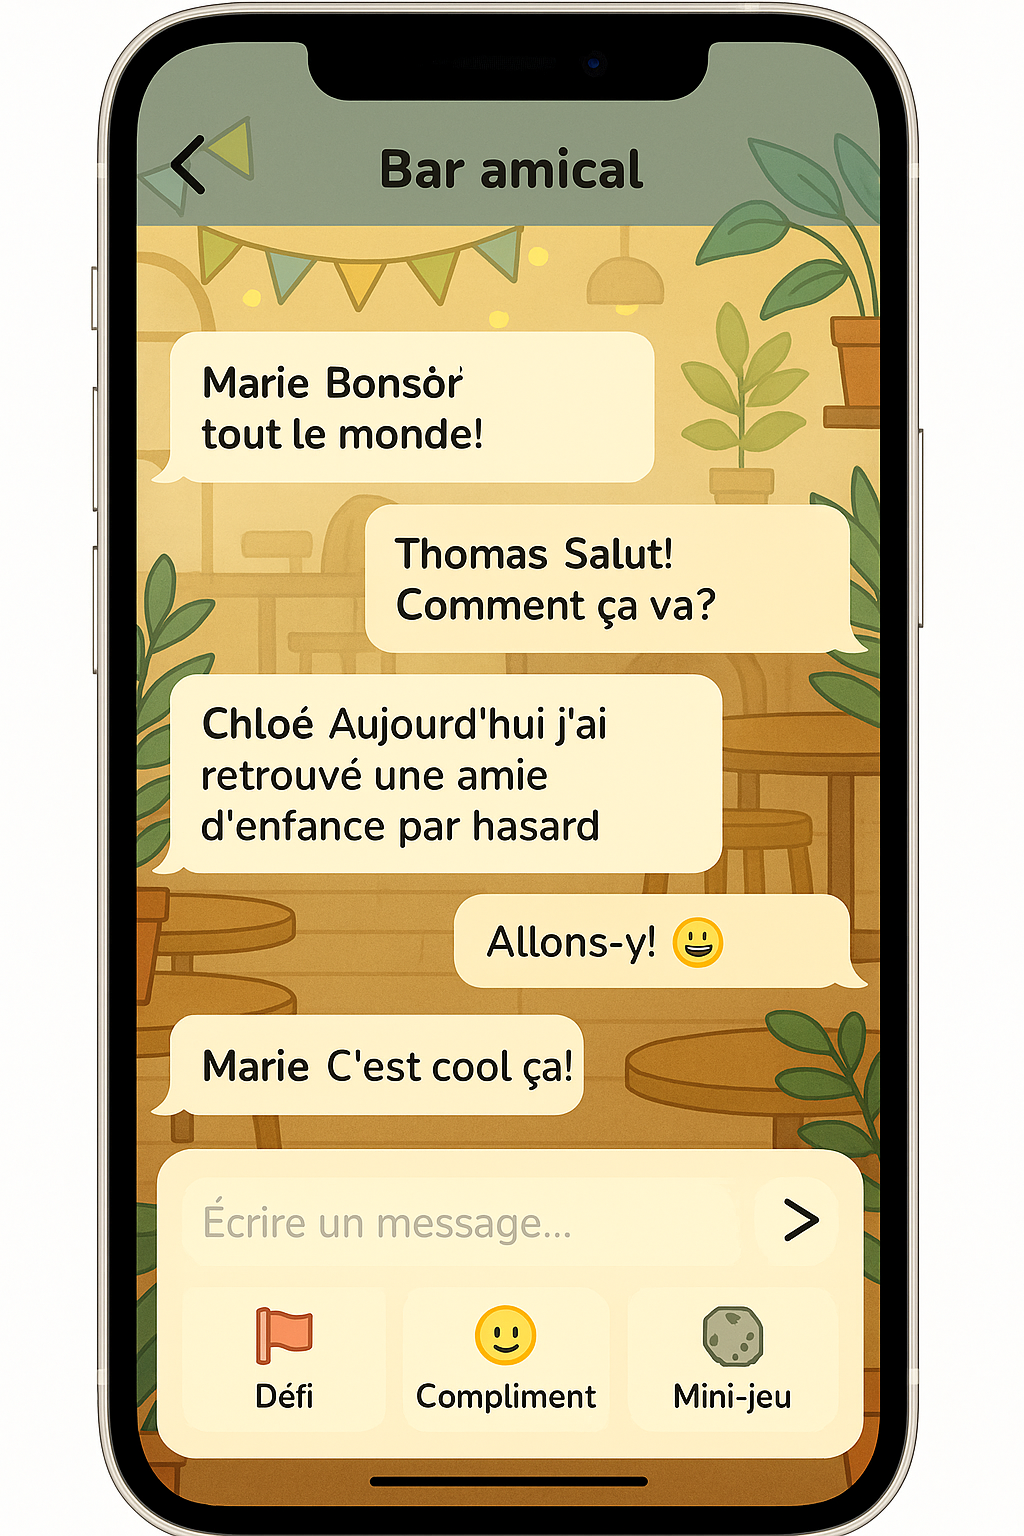 Bar amical
Marie Bonsor
tout le monde!
Thomas Salut!
Comment ça va?
Chloé Aujourd'hui j'ai
retrouvé une amie
d'enfance par hasard
Allons-y! 😃
Marie C'est cool ça!
Écrire un message...
Défi
Compliment
Mini-jeu